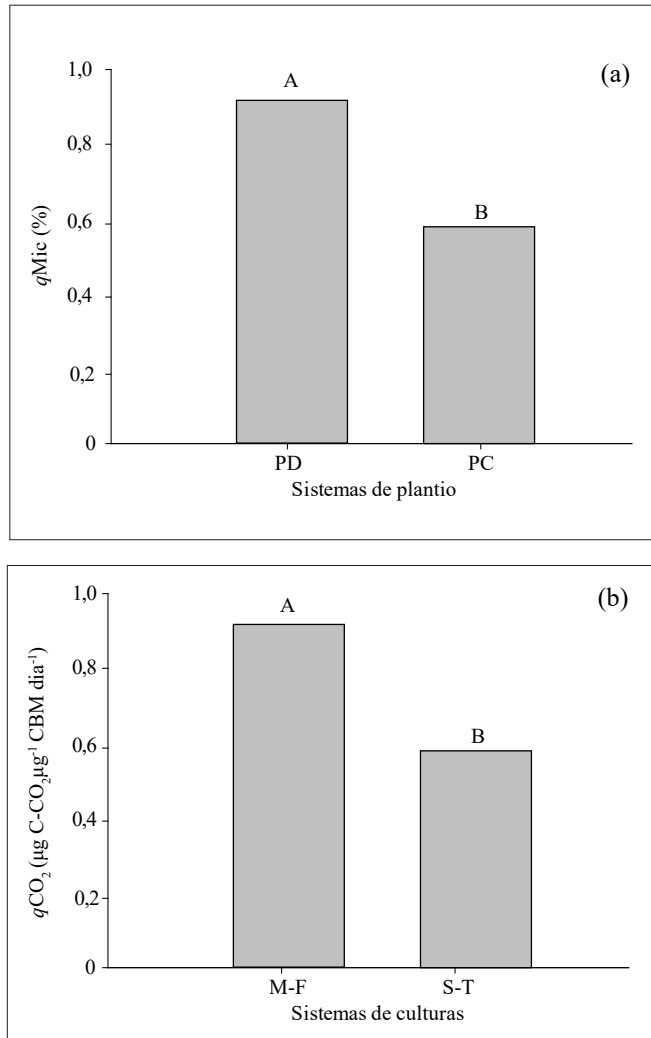 (a)
1,0
0,8
0,6
0,4
0,2
0
qMic (%)
A
B
PD PC
Sistemas de plantio
(b)
1,0
0,8
0,6
0,4
0,2
0
qCO₂ (µg C-CO₂µg⁻¹ CBM dia⁻¹)
A
B
M-F S-T
Sistemas de culturas